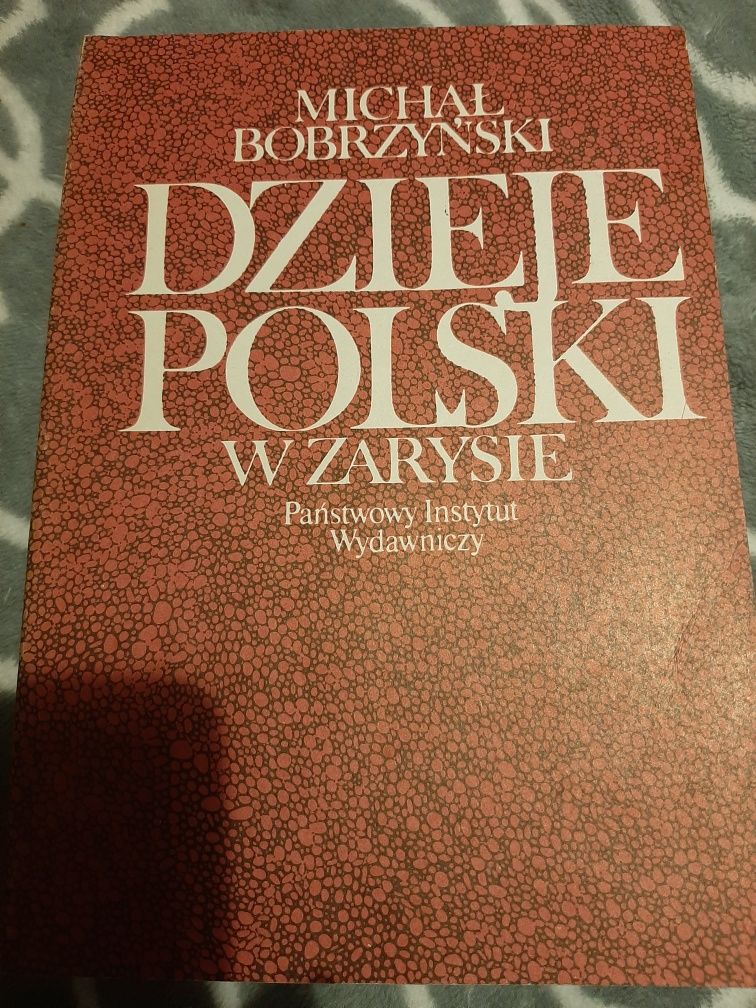 MICHAŁ
BOBRZYŃSKI
DZIEJE
POLSKI
W ZARYSIE
Państwowy Instytut
Wydawniczy